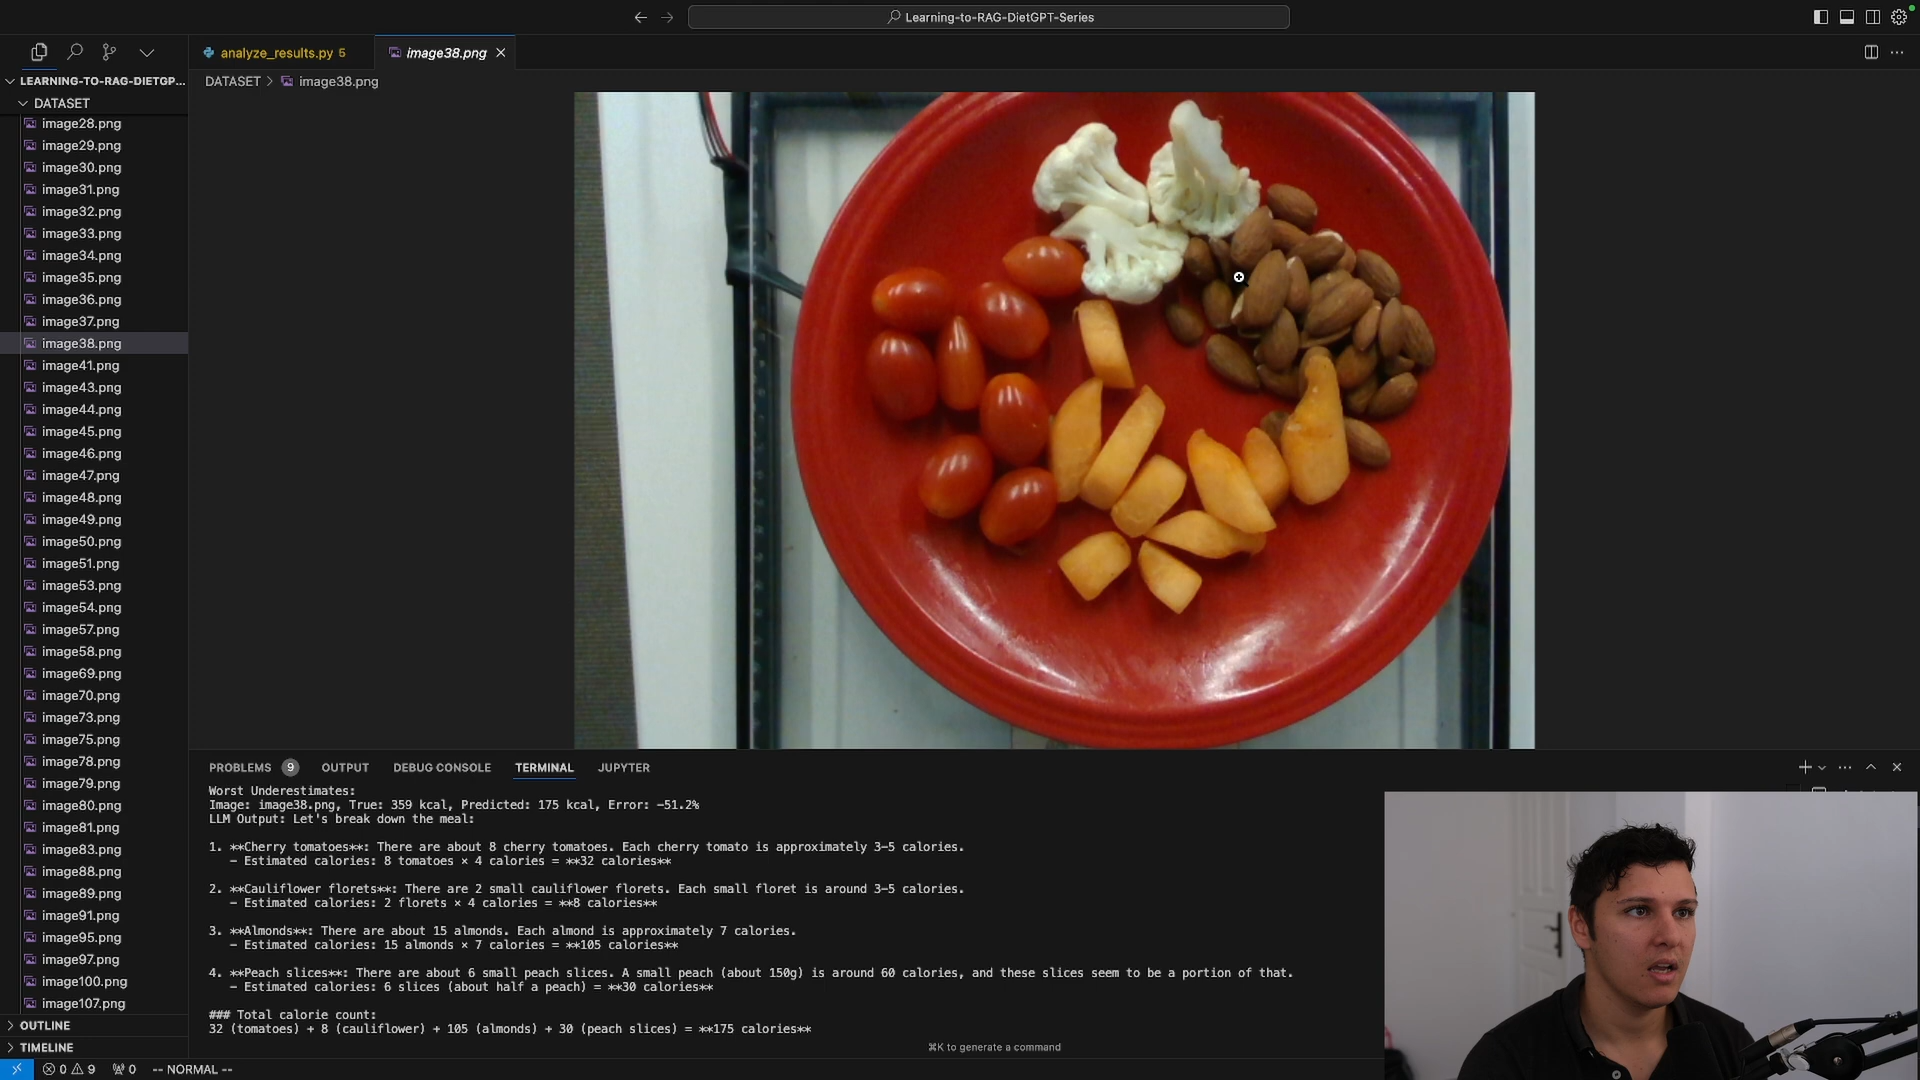 Learning-to-RAG-DietGPT-Series
analyze_results.py 5
image38.png
LEARNING-TO-RAG-DIETGP...
DATASET > image38.png
DATASET
image28.png
image29.png
image30.png
image31.png
image32.png
image33.png
image34.png
image35.png
image36.png
image37.png
image38.png
image41.png
image43.png
image44.png
image45.png
image46.png
image47.png
image48.png
image49.png
image50.png
image51.png
image53.png
image54.png
image57.png
image58.png
image69.png
image70.png
image73.png
image75.png
image78.png
image79.png
image80.png
image81.png
image83.png
image88.png
image89.png
image91.png
image95.png
image97.png
image100.png
image107.png
OUTLINE
TIMELINE
PROBLEMS 9 OUTPUT DEBUG CONSOLE TERMINAL JUPYTER
Worst Underestimates:
Image: image38.png, True: 359 kcal, Predicted: 175 kcal, Error: -51.2%
LLM Output: Let's break down the meal:
1. **Cherry tomatoes**: There are about 8 cherry tomatoes. Each cherry tomato is approximately 3-5 calories.
- Estimated calories: 8 tomatoes × 4 calories = **32 calories**
2. **Cauliflower florets**: There are 2 small cauliflower florets. Each small floret is around 3-5 calories.
- Estimated calories: 2 florets × 4 calories = **8 calories**
3. **Almonds**: There are about 15 almonds. Each almond is approximately 7 calories.
- Estimated calories: 15 almonds × 7 calories = **105 calories**
4. **Peach slices**: There are about 6 small peach slices. A small peach (about 150g) is around 60 calories, and these slices seem to be a portion of that.
- Estimated calories: 6 slices (about half a peach) = **30 calories**
### Total calorie count:
32 (tomatoes) + 8 (cauliflower) + 105 (almonds) + 30 (peach slices) = **175 calories**
⌘K to generate a command
0 9 0 -- NORMAL --